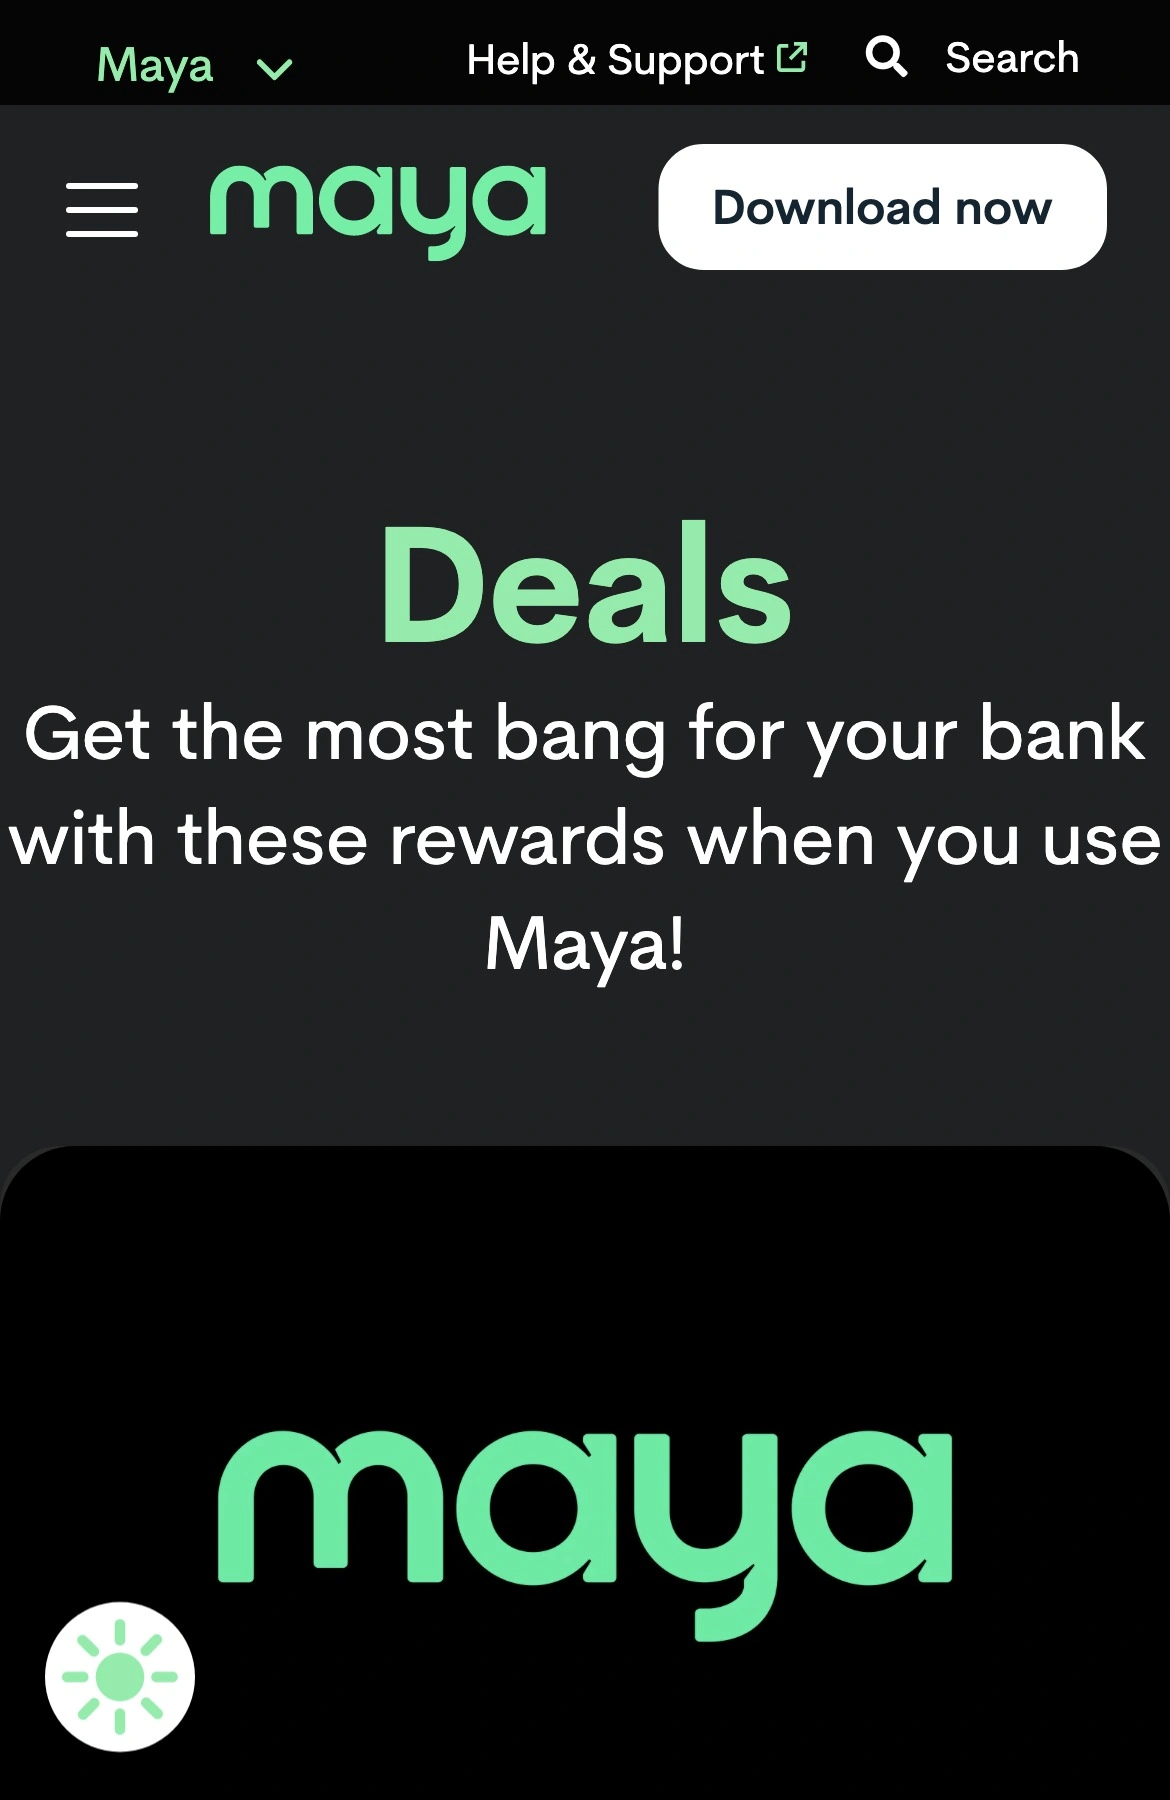 Maya
Help & Support
Search
maya
Download now
Deals
Get the most bang for your bank
with these rewards when you use
Maya!
maya